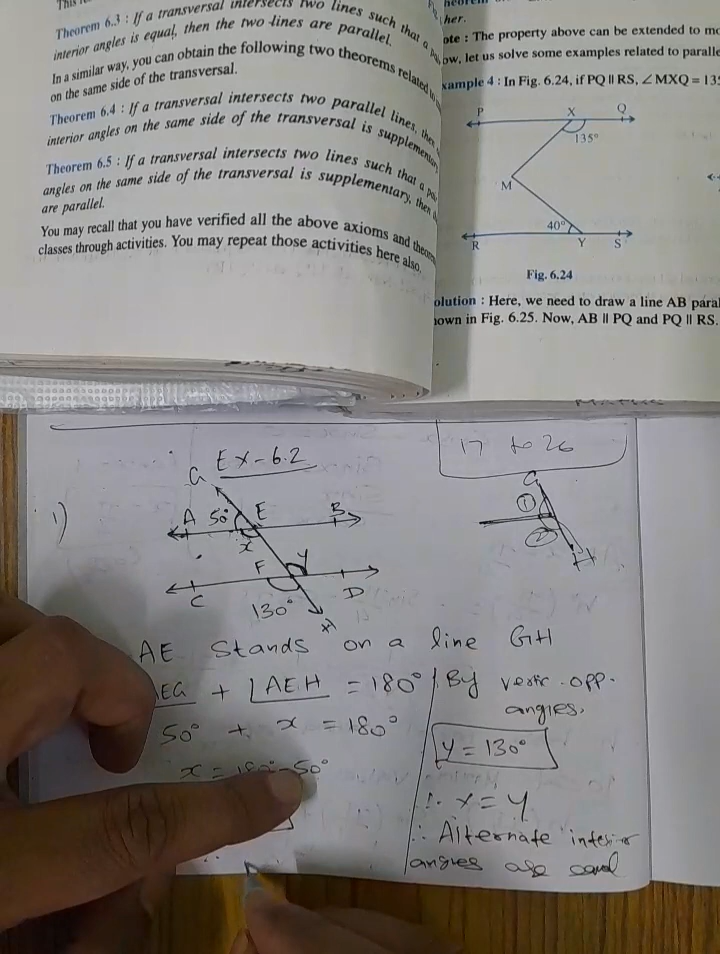 Theorem 6.3 : If a transversal intersects two lines such that a
interior angles is equal, then the two lines are parallel.
In a similar way, you can obtain the following two theorems related to
on the same side of the transversal.
Theorem 6.4 : If a transversal intersects two parallel lines, then
interior angles on the same side of the transversal is supplementary
Theorem 6.5 : If a transversal intersects two lines such that a
angles on the same side of the transversal is supplementary, then
are parallel.
You may recall that you have verified all the above axioms and
classes through activities. You may repeat those activities here also.
her.
ote : The property above can be extended to
ow, let us solve some examples related to
xample 4 : In Fig. 6.24, if PQ || RS, ∠ MXQ = 135
P X Q
135°
M
40°
R Y S
Fig. 6.24
olution : Here, we need to draw a line AB
own in Fig. 6.25. Now, AB || PQ and PQ || RS.
Ex-6.2
17 to 26
1)
G
A 50° E B
x
F y
C D
130°
H
G
1
2
H
AE stands on a line GH
AEG + ∠AEH = 180°
50° + x = 180°
x = 180° - 50°
By vertic. opp.
angles.
y = 130°
∴ x = y
∴ Alternate interior
angles are equal